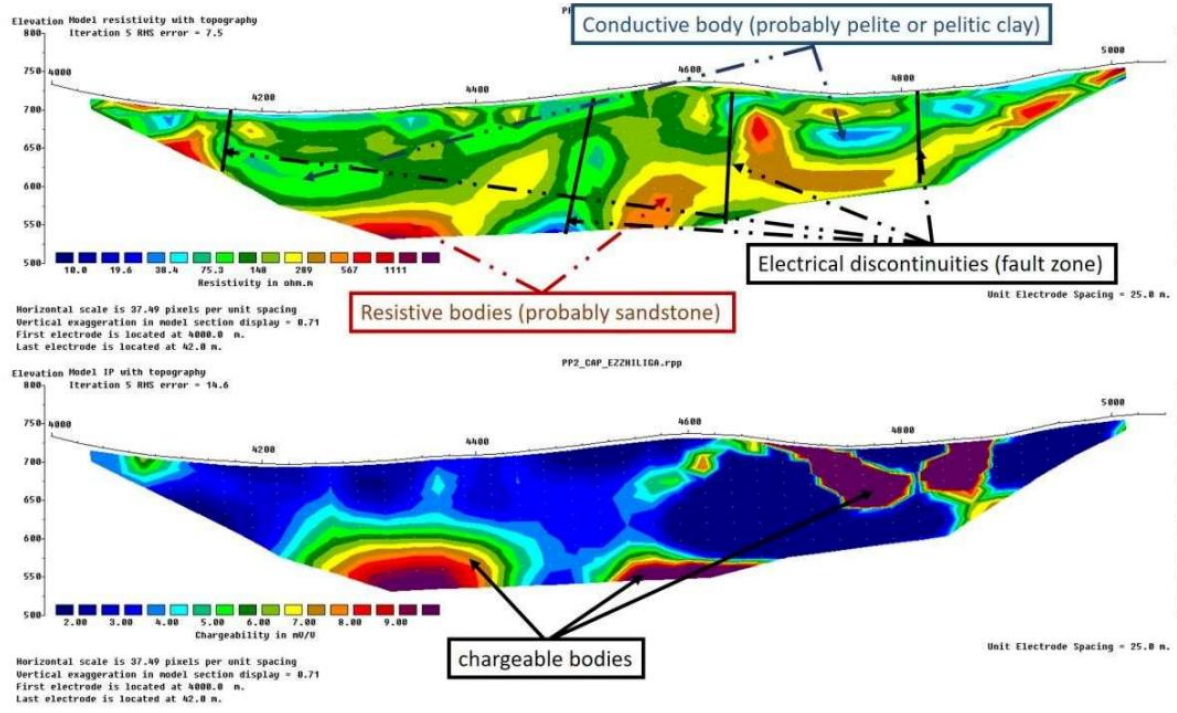 Elevation Model resistivity with topography
Iteration 5 RMS error = 7.5
Conductive body (probably pelite or pelitic clay)
800
750
700
650
600
550
500
4000
4200
4400
4600
4800
5000
10.0 19.6 38.4 75.3 148 289 567 1111
Resistivity in ohm.m
Electrical discontinuities (fault zone)
Resistive bodies (probably sandstone)
Unit Electrode Spacing = 25.0 m.
Horizontal scale is 37.49 pixels per unit spacing
Vertical exaggeration in model section display = 0.71
First electrode is located at 4000.0 m.
Last electrode is located at 42.0 m.
PP2_CAP_EZZHILIGA.rpp
Elevation Model IP with topography
Iteration 5 RMS error = 14.6
800
750
700
650
600
550
500
4000
4200
4400
4600
4800
5000
2.00 3.00 4.00 5.00 6.00 7.00 8.00 9.00
Chargeability in mV/V
chargeable bodies
Unit Electrode Spacing = 25.0 m.
Horizontal scale is 37.49 pixels per unit spacing
Vertical exaggeration in model section display = 0.71
First electrode is located at 4000.0 m.
Last electrode is located at 42.0 m.